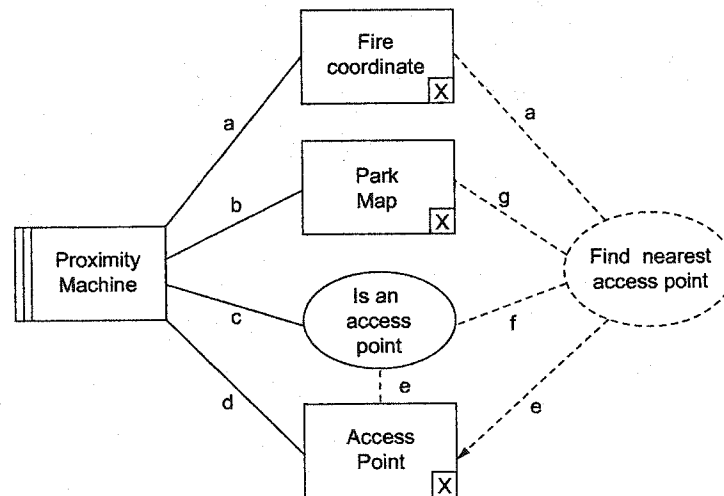 Fire
coordinate
X
a
a
Park
Map
X
b
g
Proximity
Machine
Find nearest
access point
Is an
access
point
c
f
e
d
e
Access
Point
X